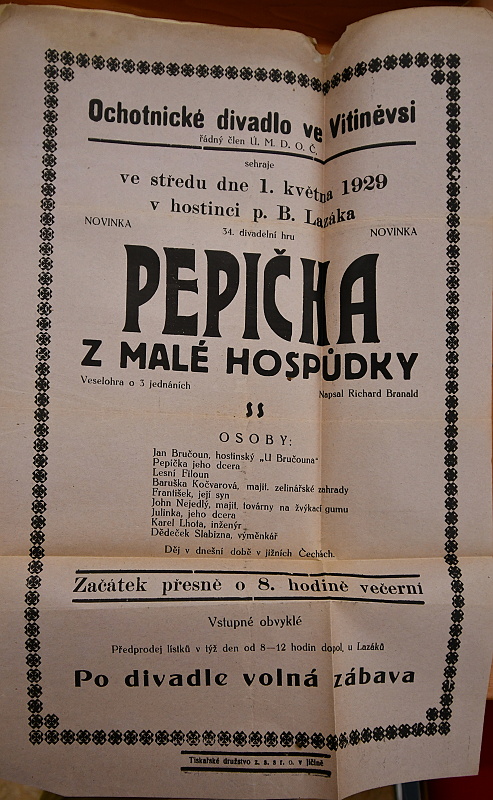 Ochotnické divadlo ve Vitiněvsi
řádný člen Ú. M. D. O. Č.
sehraje
ve středu dne 1. května 1929
v hostinci p. B. Lazáka
NOVINKA
34. divadelní hru
NOVINKA
PEPIČKA
Z MALÉ HOSPŮDKY
Veselohra o 3 jednáních
Napsal Richard Branald
OSOBY:
Jan Bručoun, hostinský „U Bručouna“
Pepička jeho dcera
Lesní Filoun
Baruška Kočvarová, majit. zelinářské zahrady
František, její syn
John Nejedlý, majit. továrny na žvýkací gumu
Julinka, jeho dcera
Karel Lhota, inženýr
Dědeček Slabizna, výměnkář
Děj v dnešní době v jižních Čechách.
Začátek přesně o 8. hodině večerní
Vstupné obvyklé
Předprodej lístků v týž den od 8—12 hodin dopol. u Lazáků
Po divadle volná zábava
Tiskařské družstvo z. s. s r. o. v Jičíně